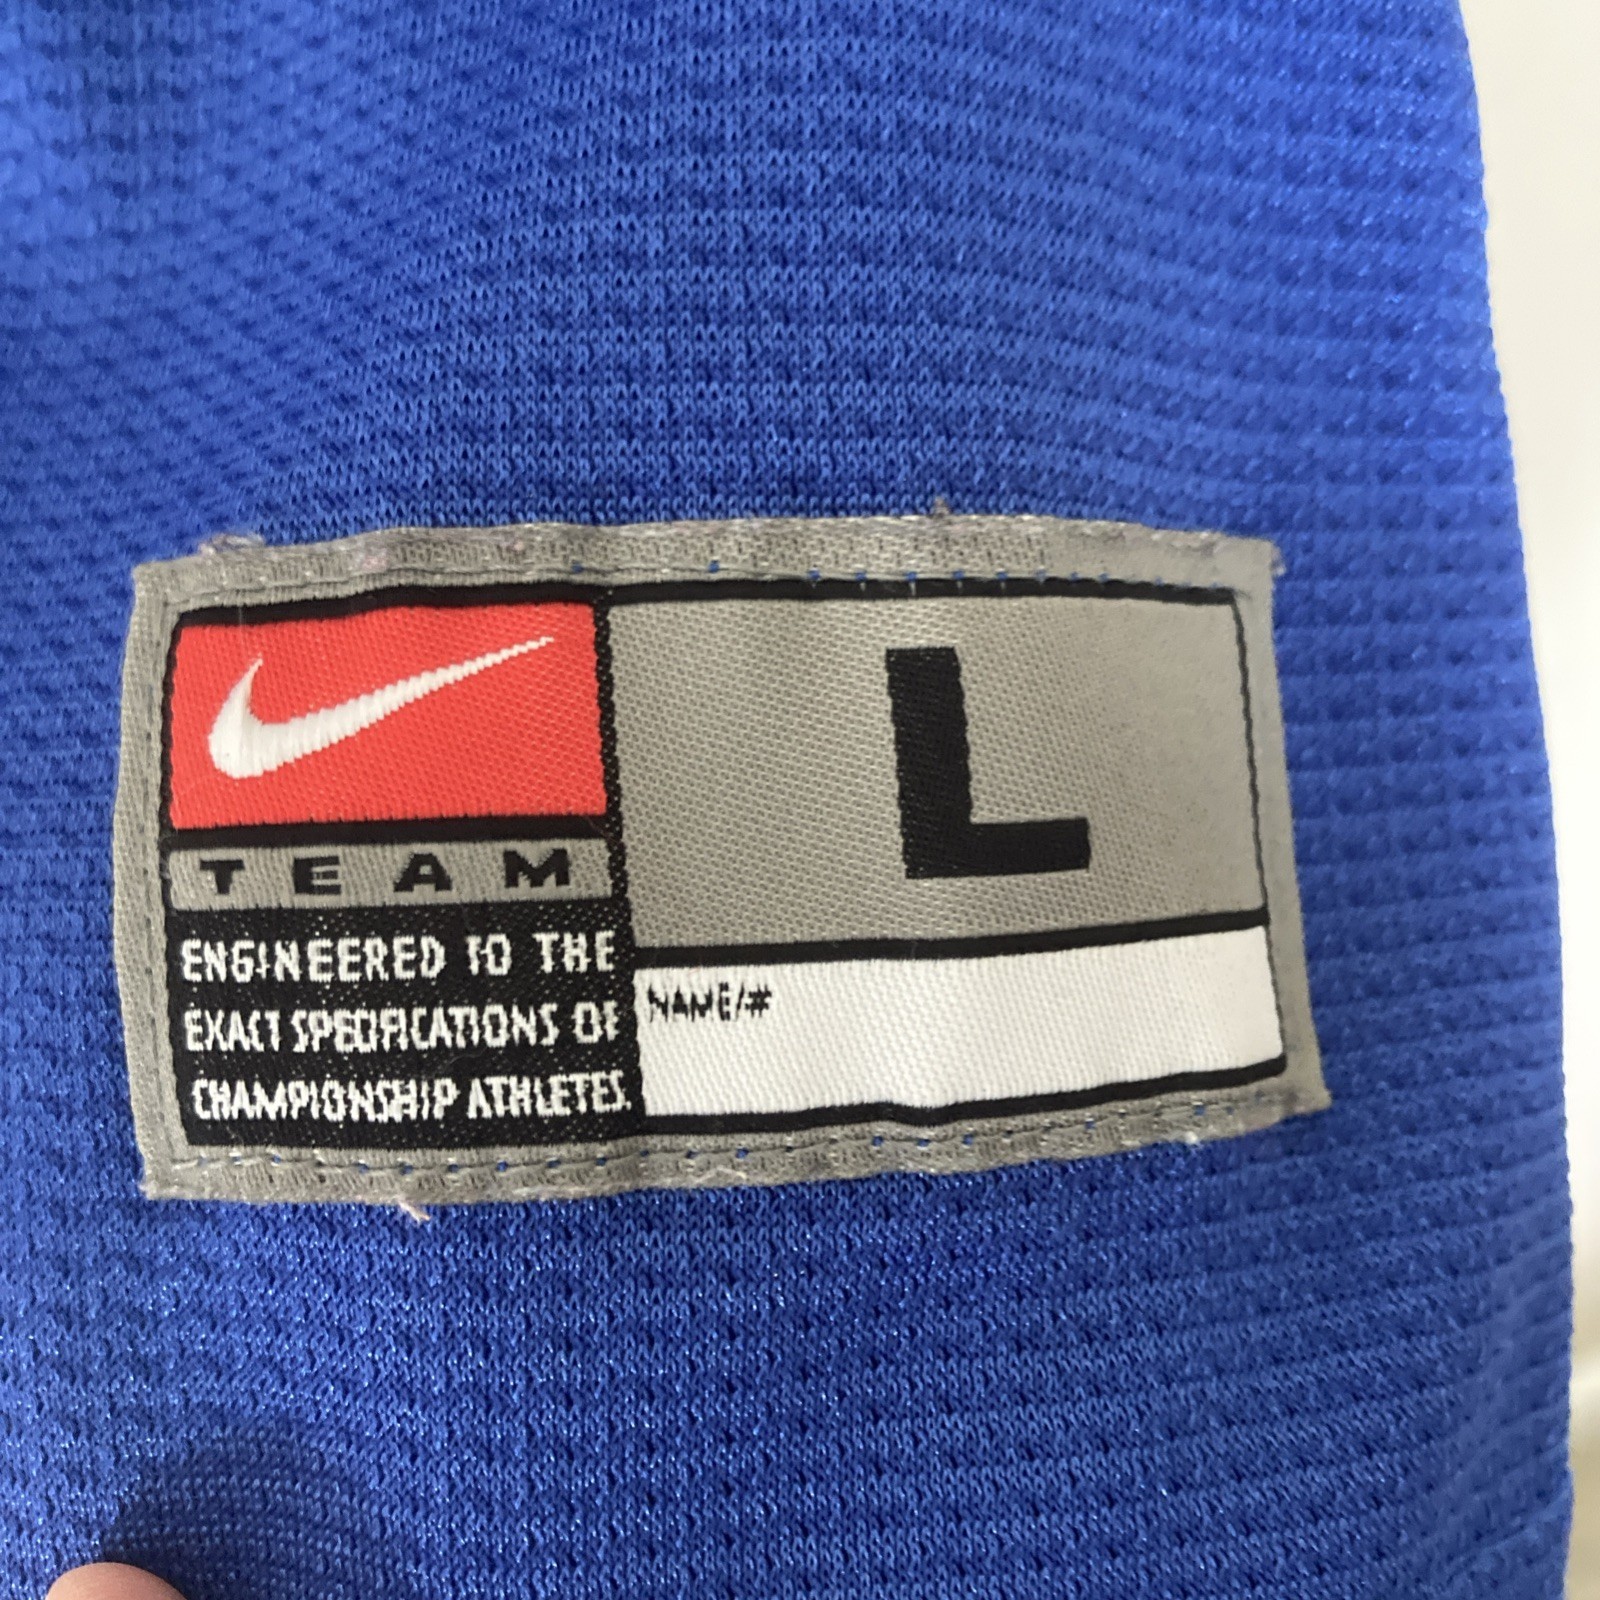 TEAM
ENGINEERED TO THE
EXACT SPECIFICATIONS OF
CHAMPIONSHIP ATHLETES.
L
NAME/#